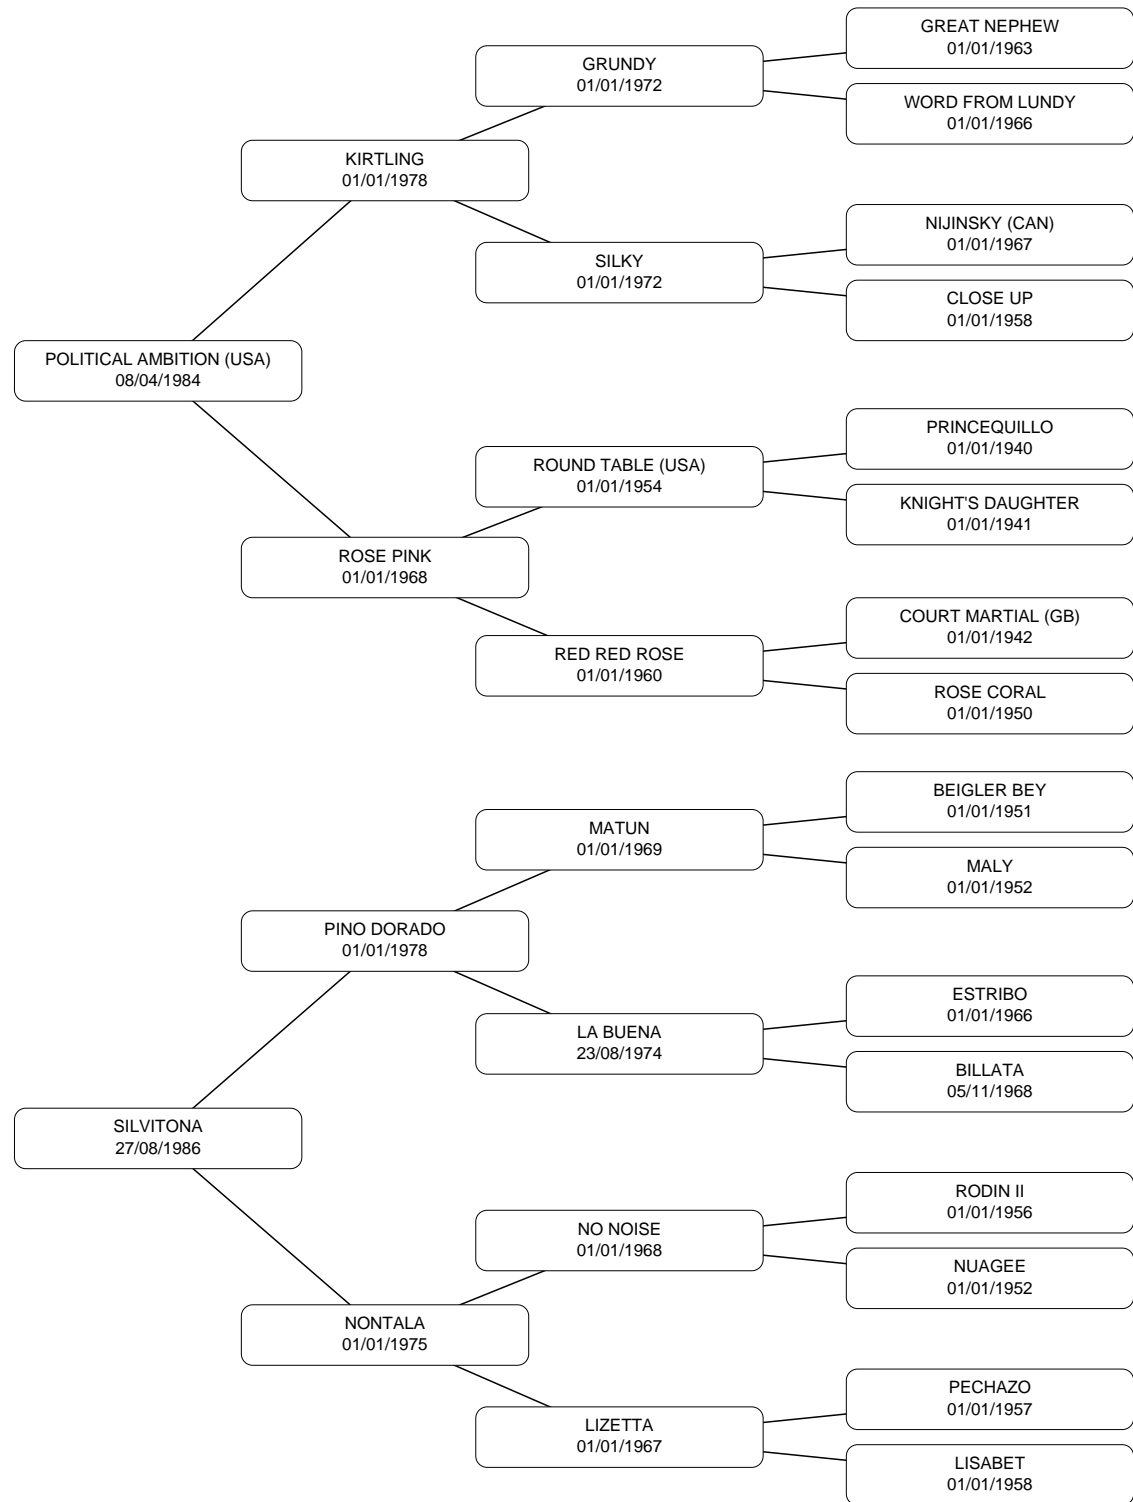 GREAT NEPHEW
01/01/1963
GRUNDY
01/01/1972
WORD FROM LUNDY
01/01/1966
KIRTLING
01/01/1978
NIJINSKY (CAN)
01/01/1967
SILKY
01/01/1972
CLOSE UP
01/01/1958
POLITICAL AMBITION (USA)
08/04/1984
PRINCEQUILLO
01/01/1940
ROUND TABLE (USA)
01/01/1954
KNIGHT'S DAUGHTER
01/01/1941
ROSE PINK
01/01/1968
COURT MARTIAL (GB)
01/01/1942
RED RED ROSE
01/01/1960
ROSE CORAL
01/01/1950
BEIGLER BEY
01/01/1951
MATUN
01/01/1969
MALY
01/01/1952
PINO DORADO
01/01/1978
ESTRIBO
01/01/1966
LA BUENA
23/08/1974
BILLATA
05/11/1968
SILVITONA
27/08/1986
RODIN II
01/01/1956
NO NOISE
01/01/1968
NUAGEE
01/01/1952
NONTALA
01/01/1975
PECHAZO
01/01/1957
LIZETTA
01/01/1967
LISABET
01/01/1958